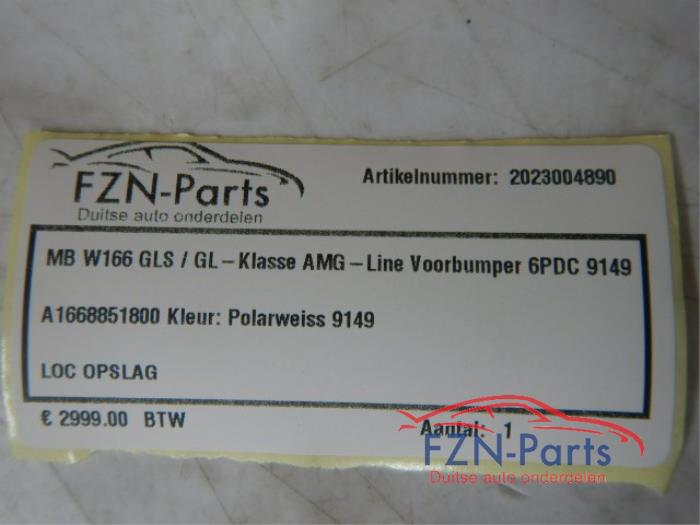 FZN-Parts
Duitse auto onderdelen
Artikelnummer: 2023004890
MB W166 GLS / GL-Klasse AMG-Line Voorbumper 6PDC 9149
A1668851800 Kleur: Polarweiss 9149
LOC OPSLAG
€ 2999.00 BTW
Aantal: 1
FZN-Parts
Duitse auto onderdelen